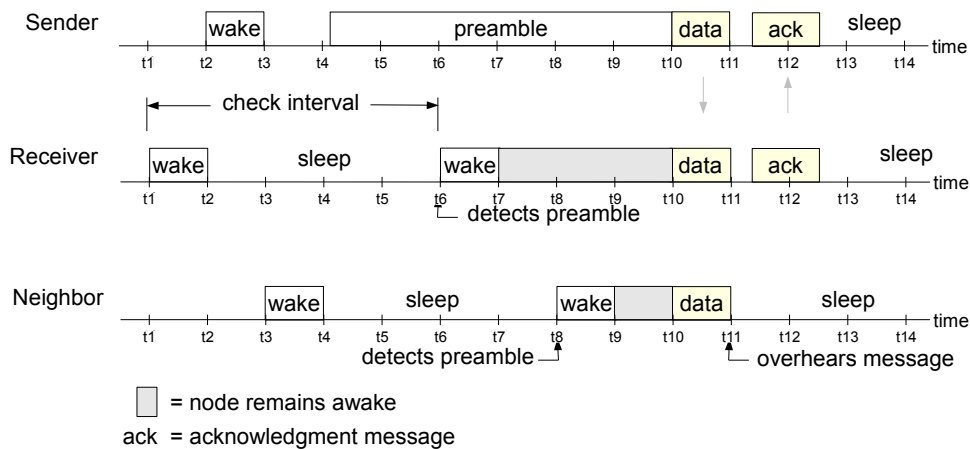 Sender wake preamble data ack sleep
time
t1 t2 t3 t4 t5 t6 t7 t8 t9 t10 t11 t12 t13 t14
check interval
Receiver wake sleep wake data ack sleep
time
t1 t2 t3 t4 t5 t6 t7 t8 t9 t10 t11 t12 t13 t14
detects preamble
Neighbor wake sleep wake data sleep
time
t1 t2 t3 t4 t5 t6 t7 t8 t9 t10 t11 t12 t13 t14
detects preamble overhears message
= node remains awake
ack = acknowledgment message